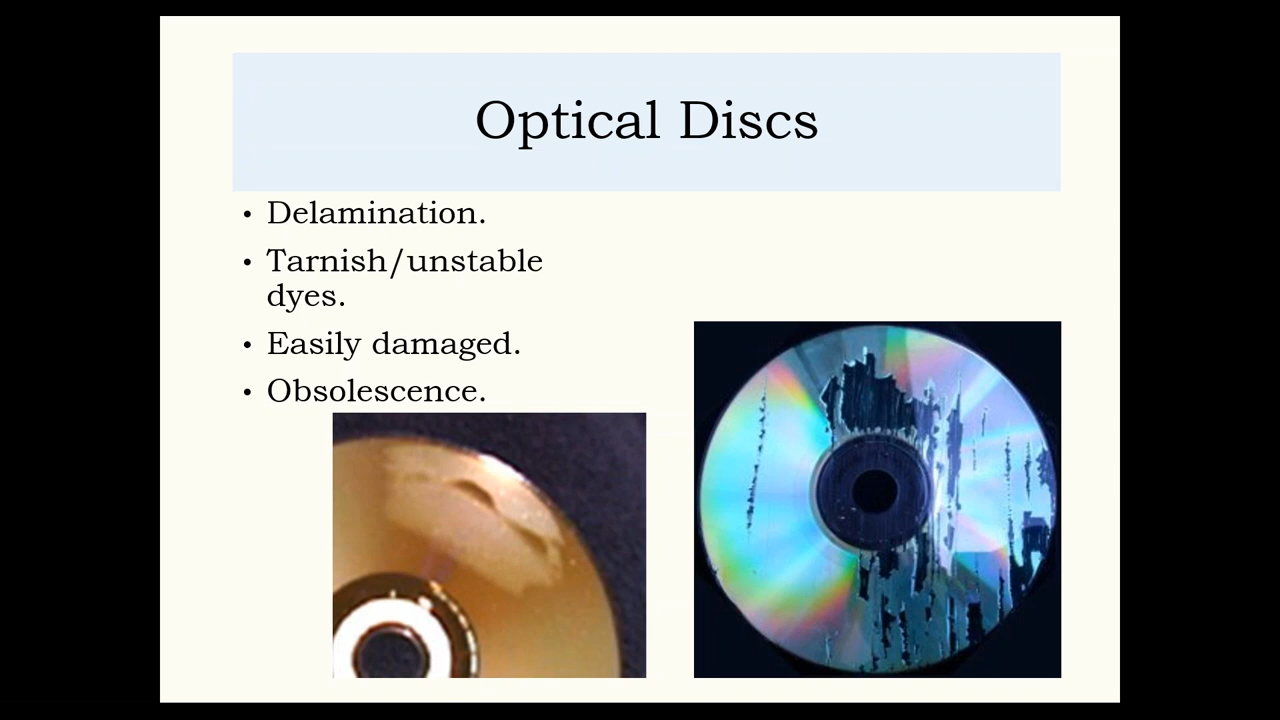 Optical Discs
• Delamination.
• Tarnish/unstable
dyes.
• Easily damaged.
• Obsolescence.